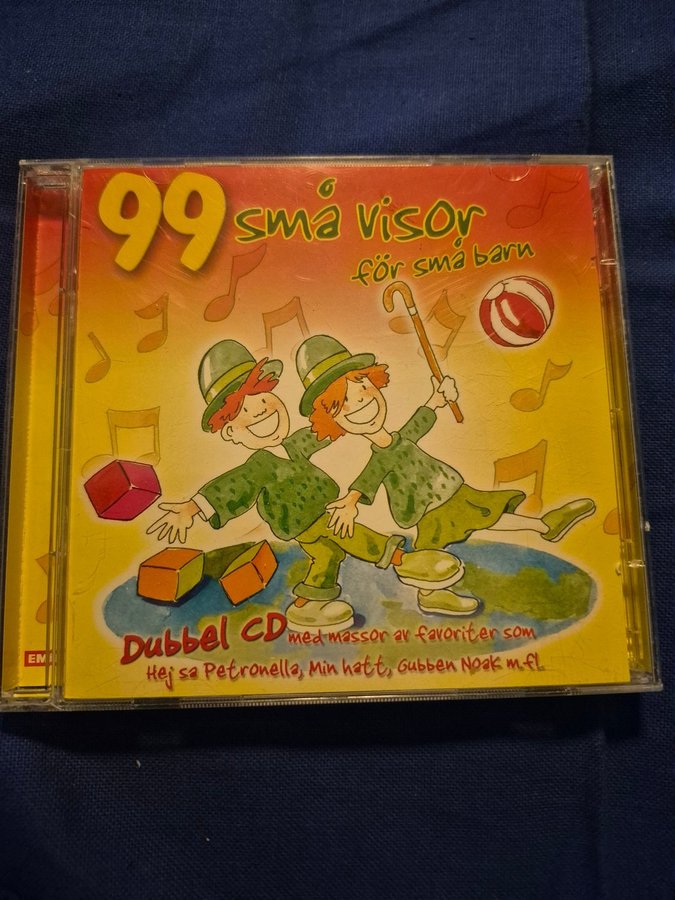 99 små visor
för små barn
Dubbel CD med massor av favoriter som
Hej sa Petronella, Min hatt, Gubben Noak m.fl.
EMI